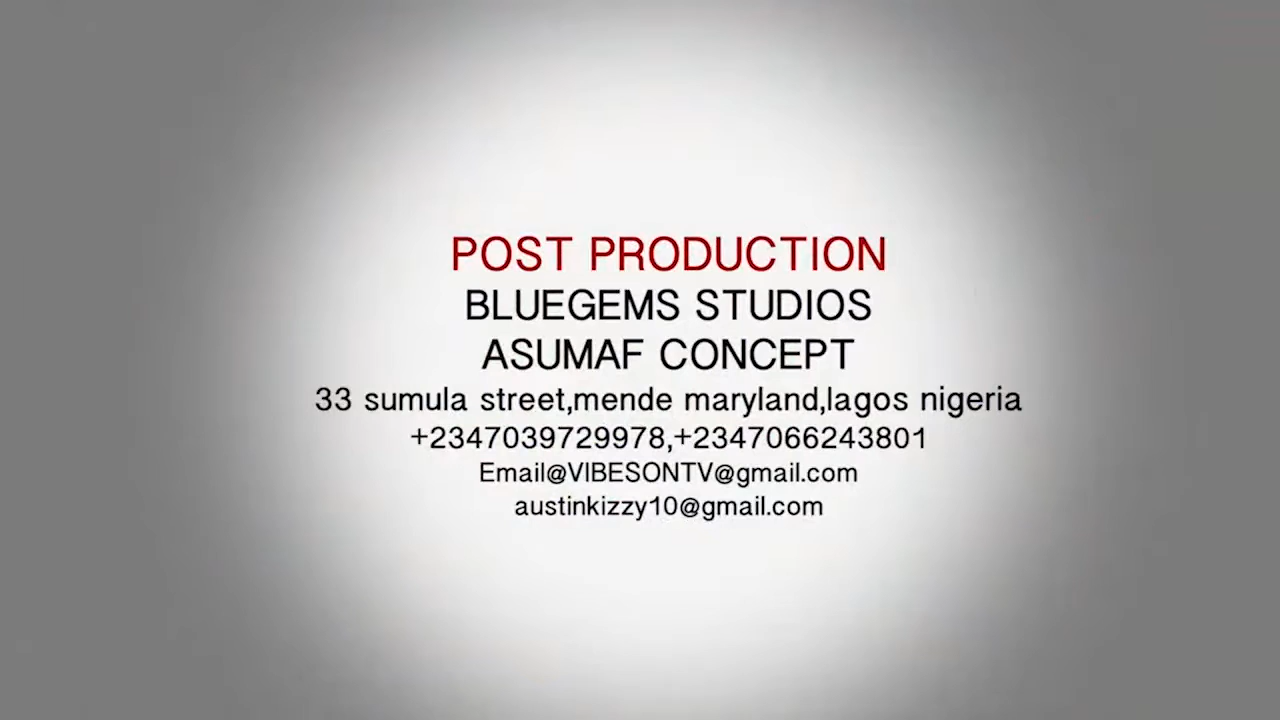 POST PRODUCTION
BLUEGEMS STUDIOS
ASUMAF CONCEPT
33 sumula street,mende maryland,lagos nigeria
+2347039729978,+2347066243801
Email@VIBESONTV@gmail.com
austinkizzy10@gmail.com